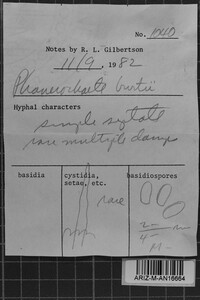 No. 10410
Notes by R. L. Gilbertson
11/9, 1982
Phanerochaete burtii
Hyphal characters
simple septate
rare multiple clamps
basidia
cystidia, setae, etc.
basidiospores
rare
ARIZ-M-AN16664